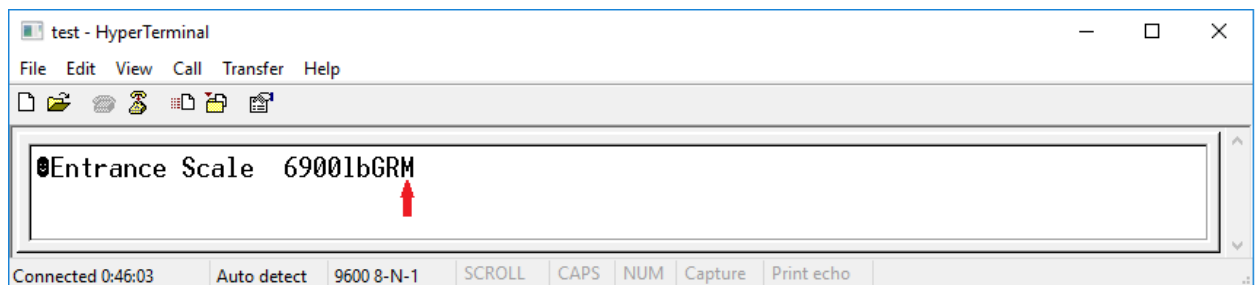 test - HyperTerminal
File Edit View Call Transfer Help
☻Entrance Scale  6900lbGRM
Connected 0:46:03 Auto detect 9600 8-N-1 SCROLL CAPS NUM Capture Print echo